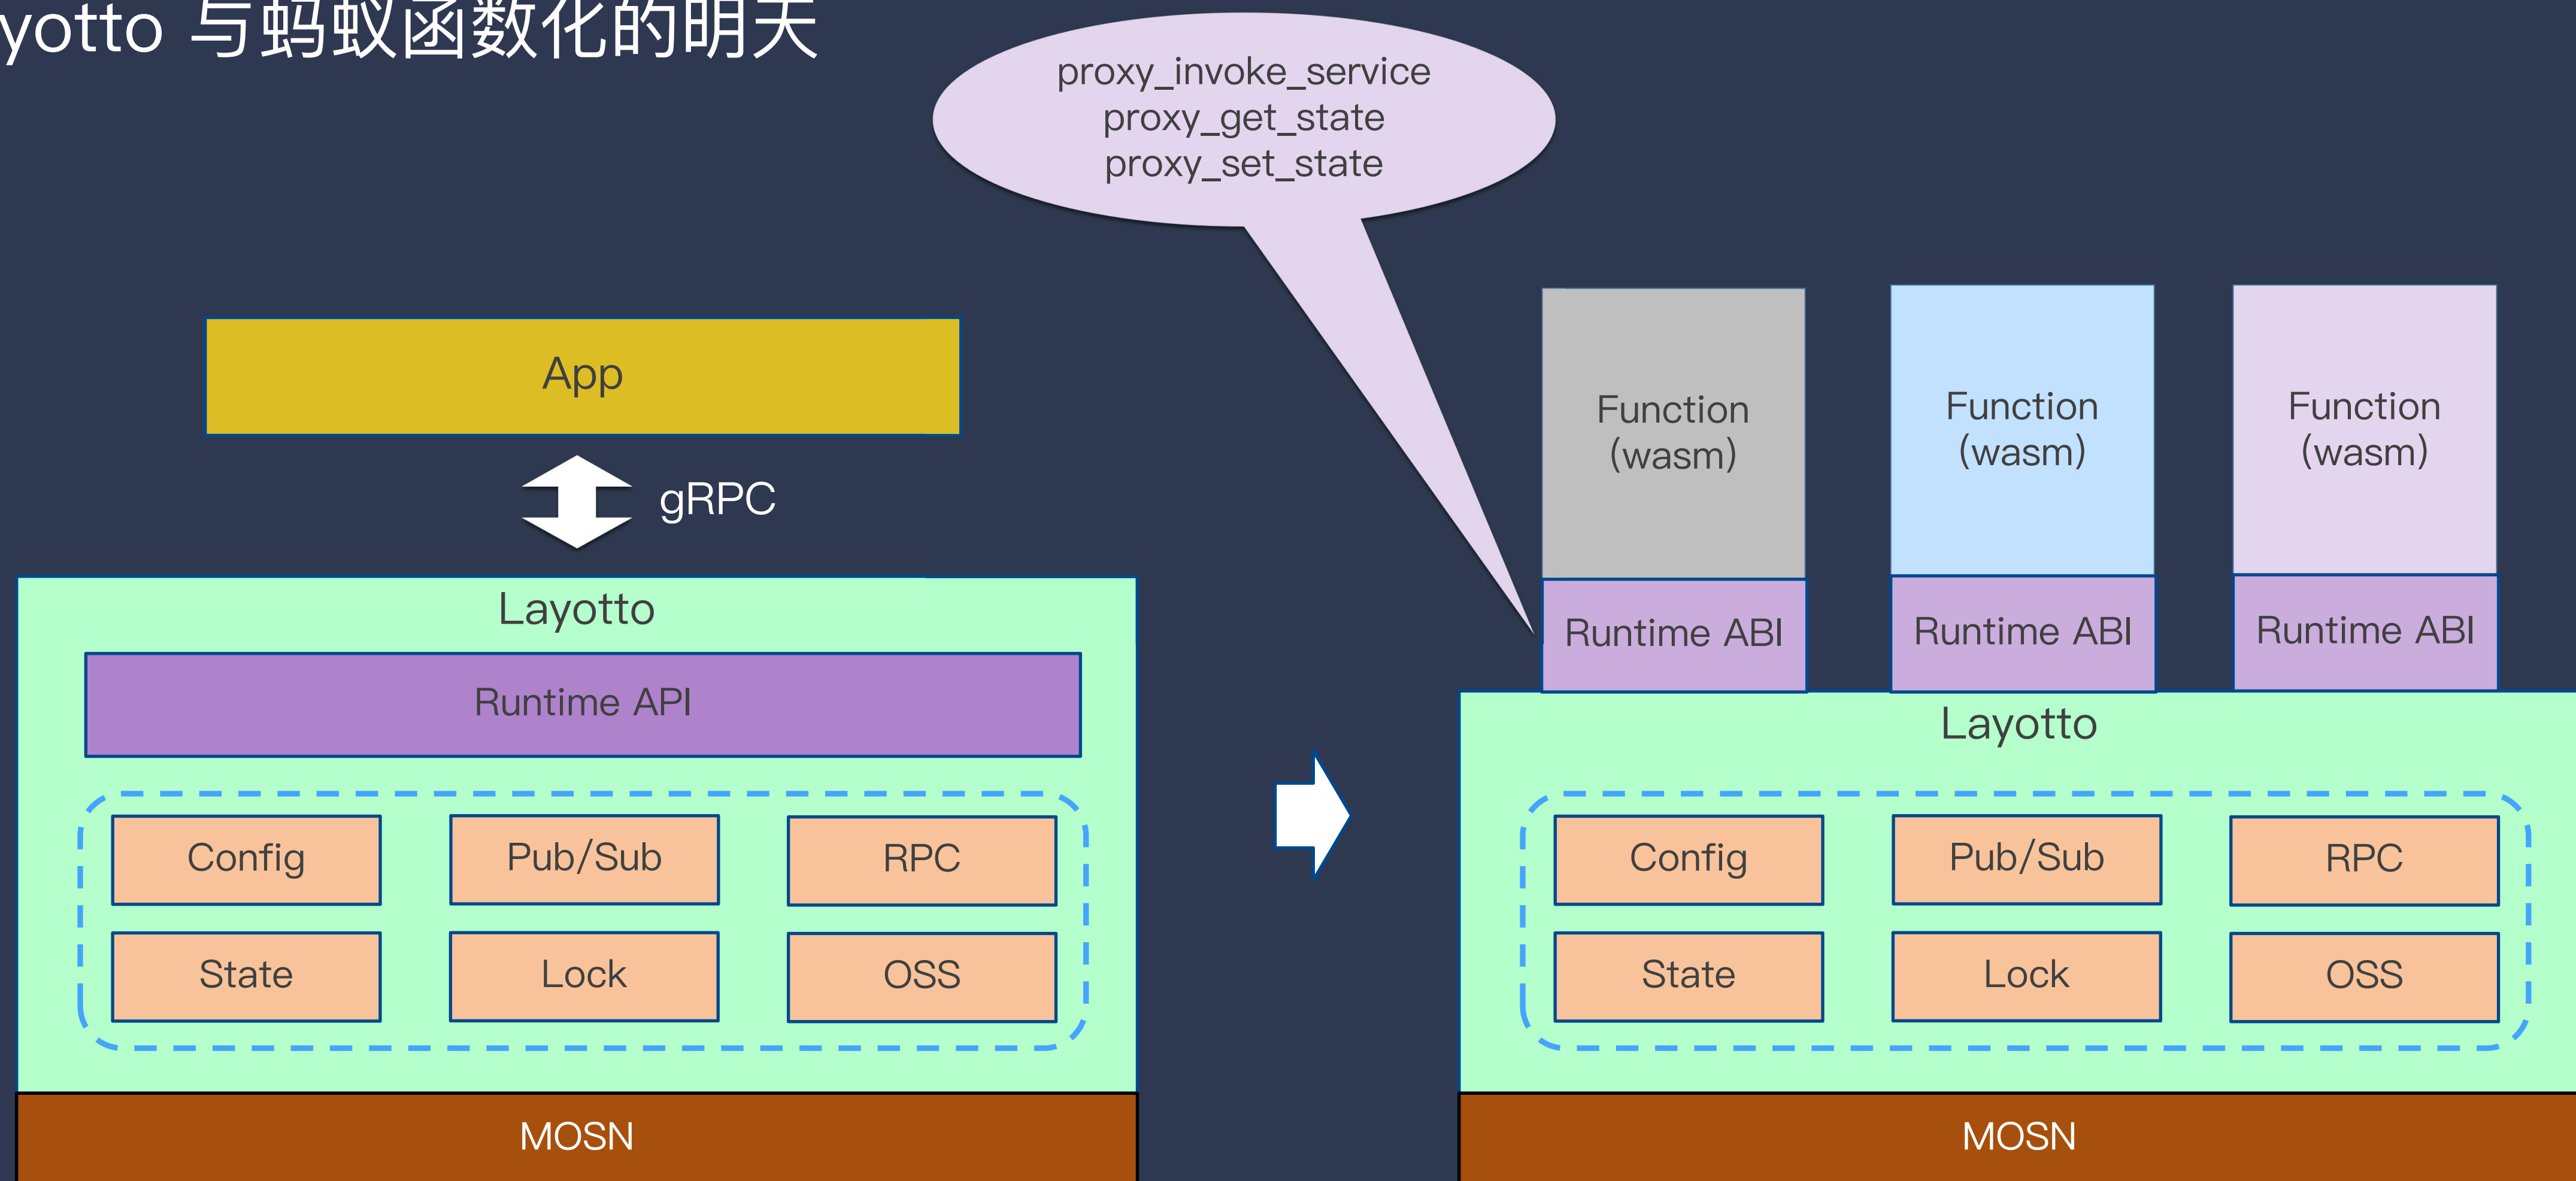 yotto 与蚂蚁函数化的明天
proxy_invoke_service
proxy_get_state
proxy_set_state
App
gRPC
Layotto
Runtime API
Config
Pub/Sub
RPC
State
Lock
OSS
MOSN
Function
(wasm)
Function
(wasm)
Function
(wasm)
Runtime ABI
Runtime ABI
Runtime ABI
Layotto
Config
Pub/Sub
RPC
State
Lock
OSS
MOSN